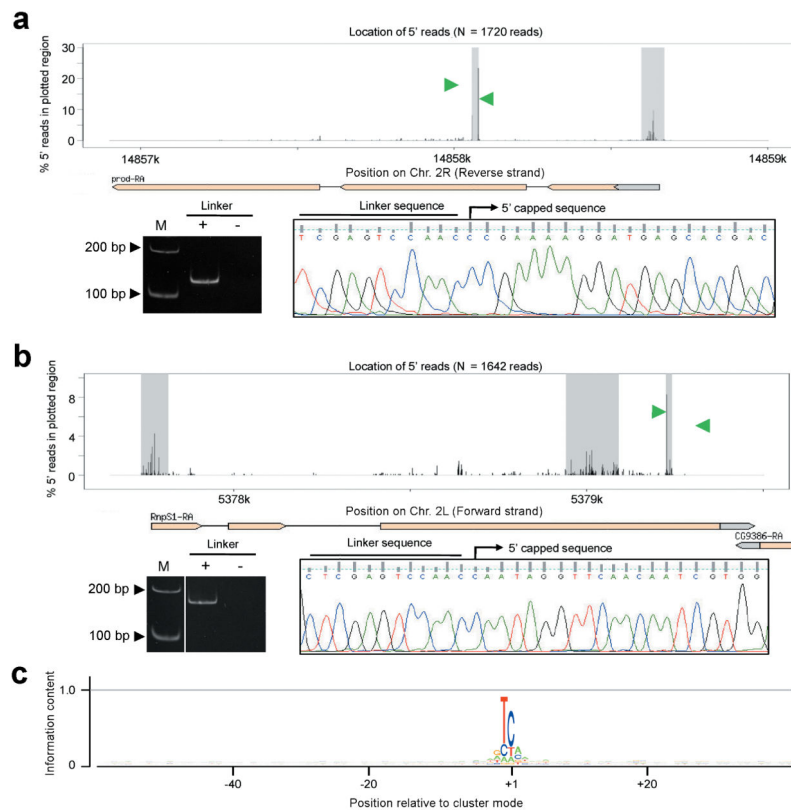 a
Location of 5' reads (N = 1720 reads)
% 5' reads in plotted region
30
20
10
0
14857k
14858k
14859k
Position on Chr. 2R (Reverse strand)
prod-RA
Linker
M
+
-
200 bp
100 bp
Linker sequence
5' capped sequence
T C G A G T C C A A C C C G A A A A G G A T G A G C A C G A C
b
Location of 5' reads (N = 1642 reads)
% 5' reads in plotted region
8
4
0
5378k
5379k
Position on Chr. 2L (Forward strand)
RnpS1-RA
CG9386-RA
Linker
M
+
-
200 bp
100 bp
Linker sequence
5' capped sequence
C T C G A G T C C A A C C A A T A G G T T C A A C A A T C G T G G
c
Information content
1.0
0
TC
-40
-20
+1
+20
Position relative to cluster mode